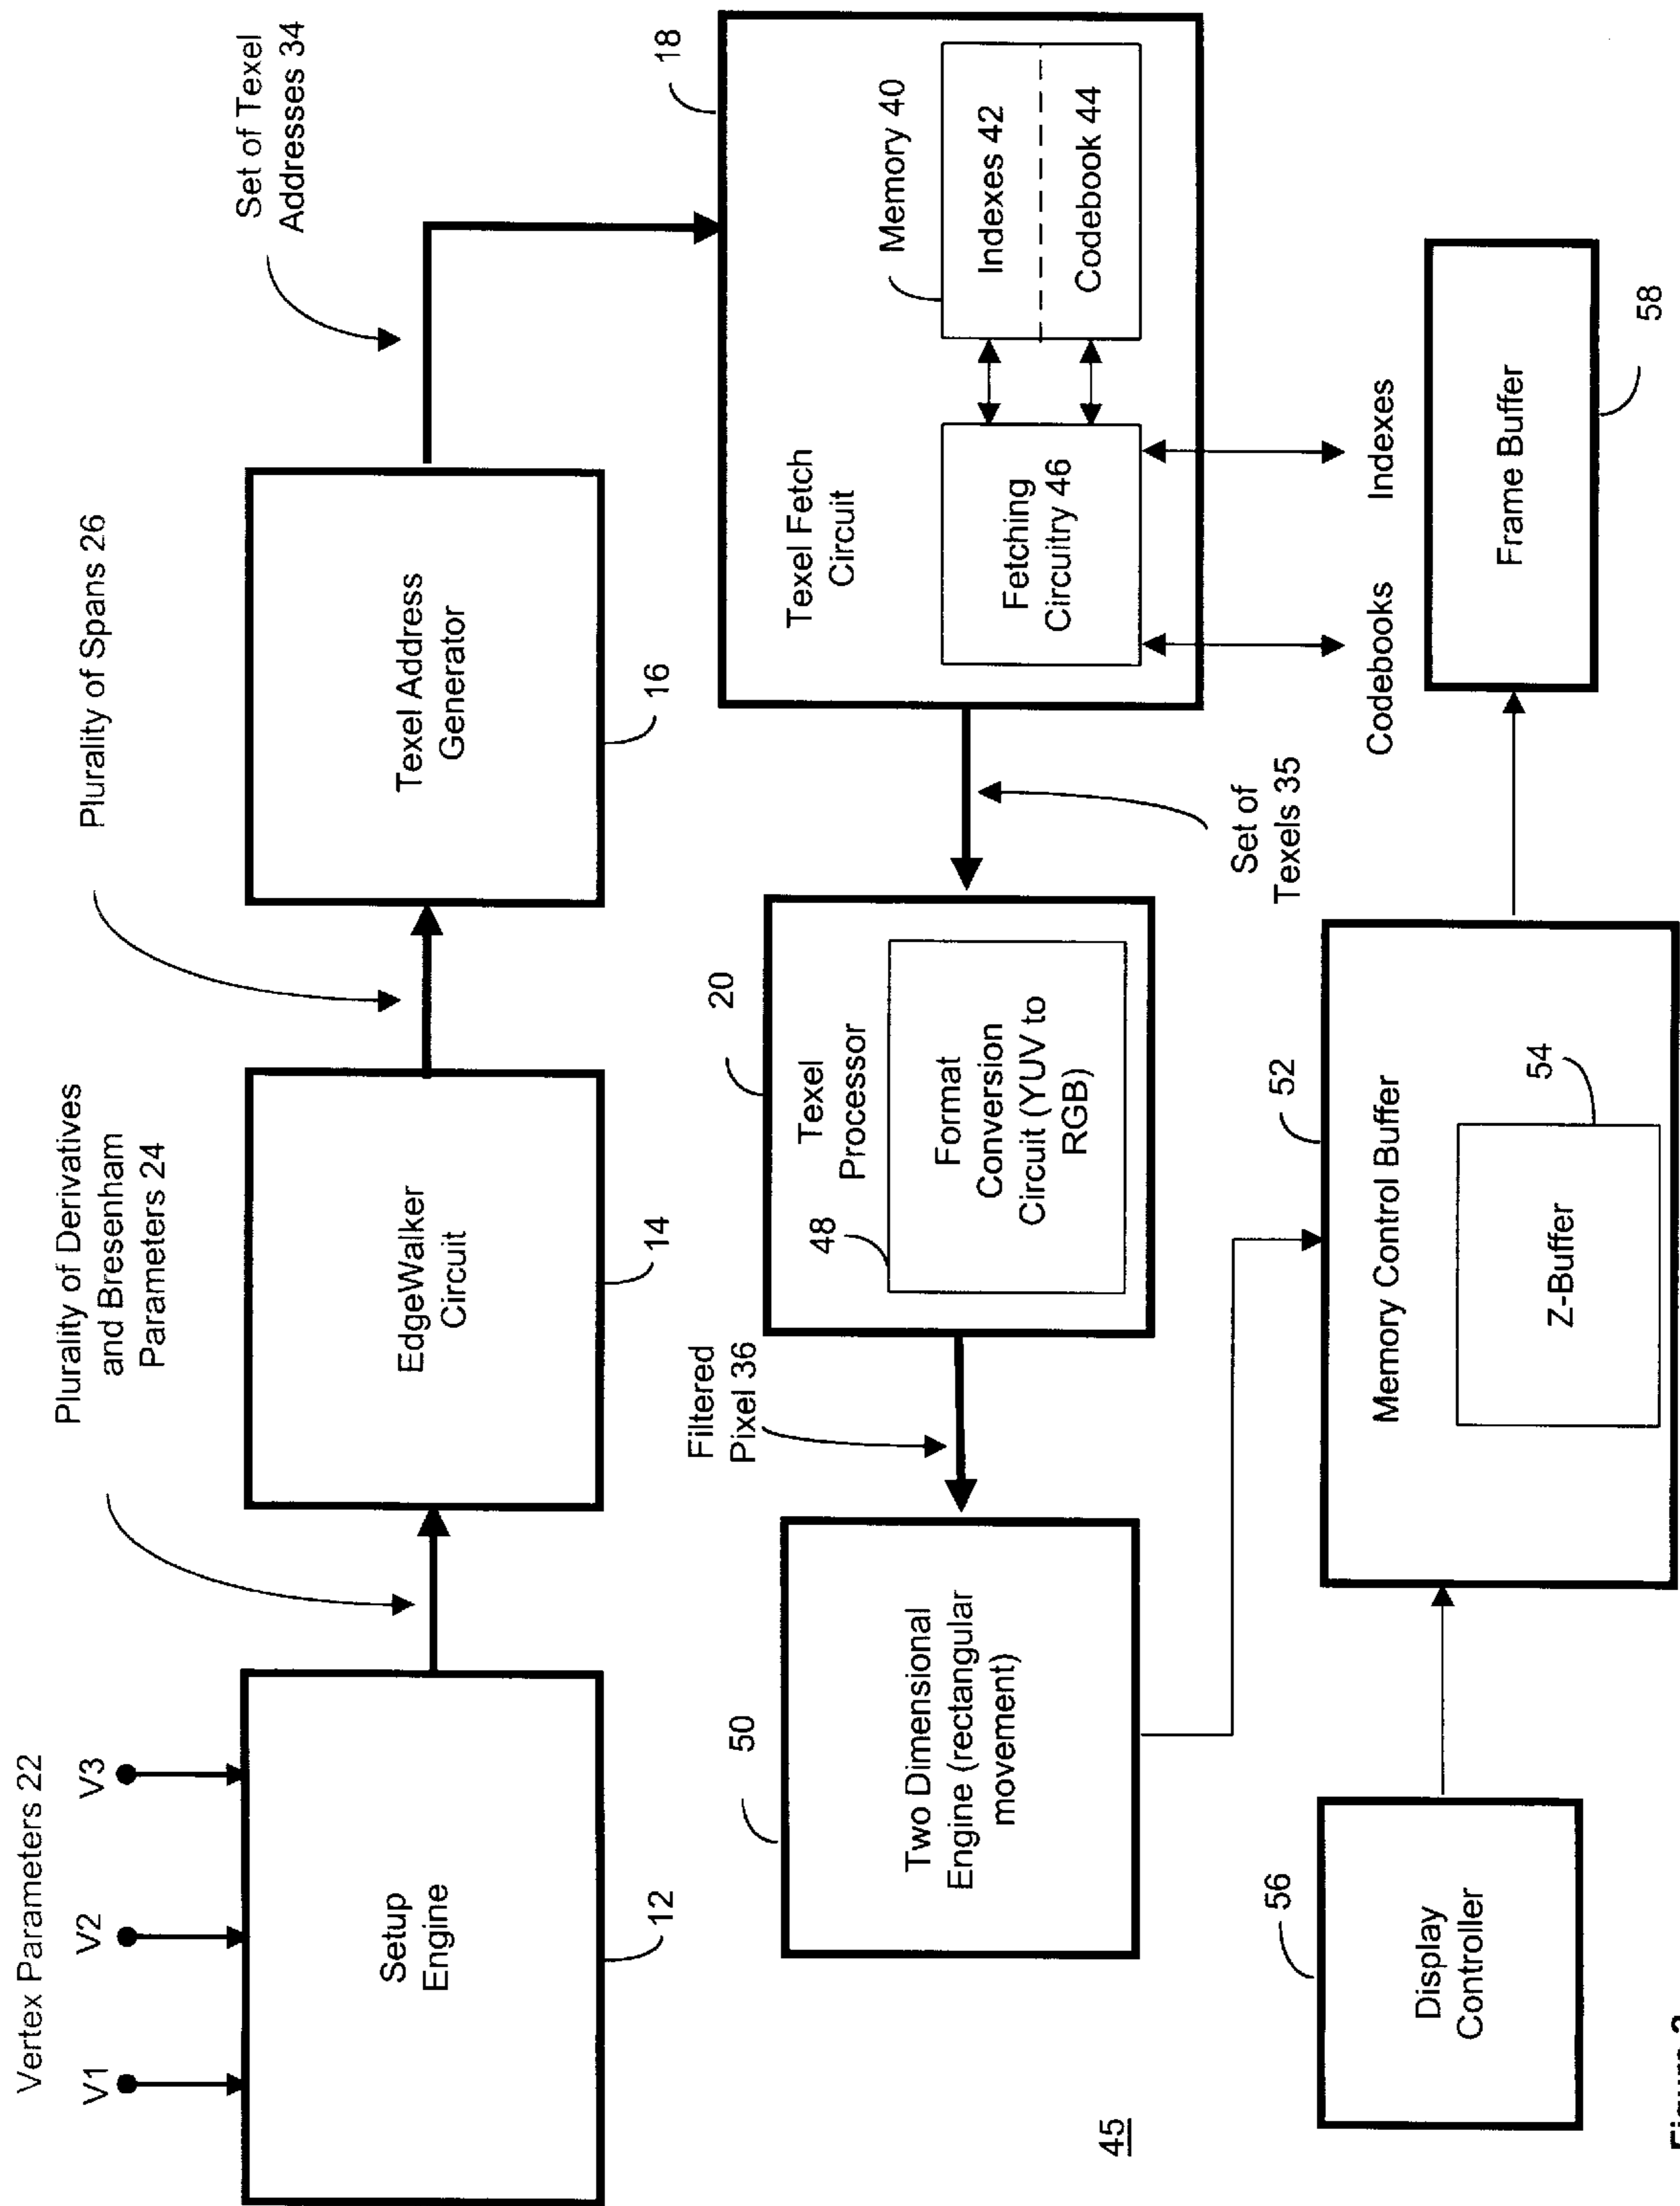 Vertex Parameters 22
V1
V2
V3
Setup
Engine
12
Plurality of Derivatives
and Bresenham
Parameters 24
EdgeWalker
Circuit
14
Plurality of Spans 26
Texel Address
Generator
16
Set of Texel
Addresses 34
18
Texel Fetch
Circuit
Memory 40
Indexes 42
Codebook 44
Fetching
Circuitry 46
Codebooks
Indexes
Set of
Texels 35
20
Texel
Processor
48
Format
Conversion
Circuit (YUV to
RGB)
Filtered
Pixel 36
50
Two Dimensional
Engine (rectangular
movement)
45
56
Display
Controller
52
Memory Control Buffer
54
Z-Buffer
Frame Buffer
58